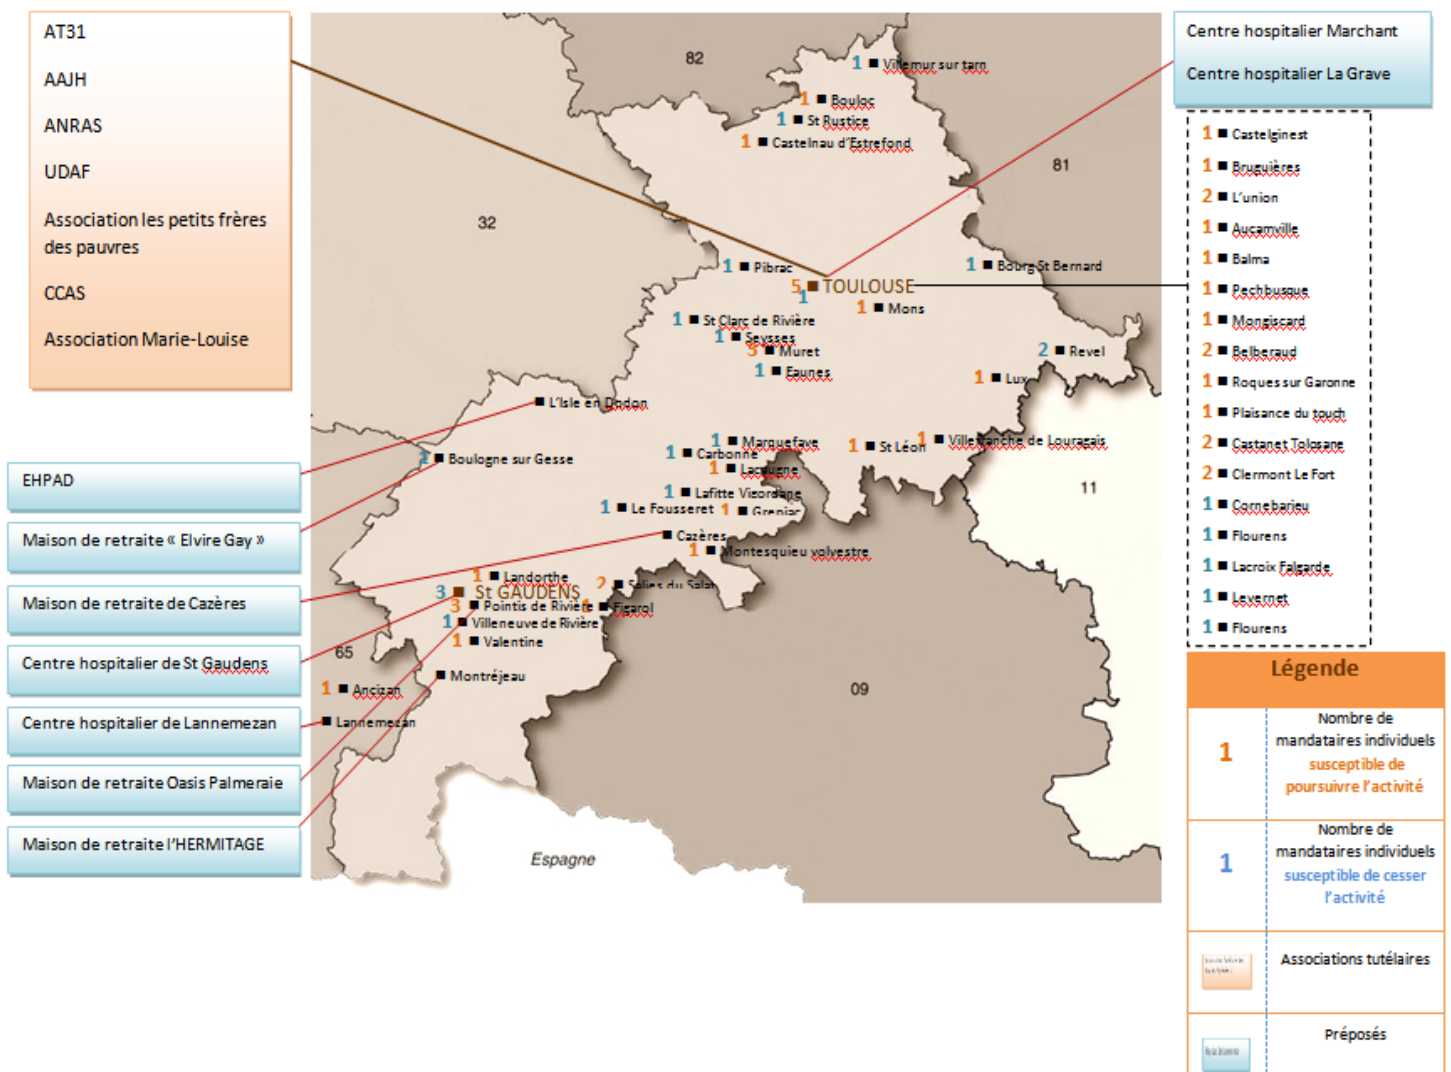 AT31
AAJH
ANRAS
UDAF
Association les petits frères
des pauvres
CCAS
Association Marie-Louise
EHPAD
Maison de retraite « Elvire Gay »
Maison de retraite de Cazères
Centre hospitalier de St Gaudens
Centre hospitalier de Lannemezan
Maison de retraite Oasis Palmeraie
Maison de retraite l'HERMITAGE
82
81
32
11
65
09
Espagne
1 Villemur sur tarn
1 Bouloc
1 St Rustice
1 Castelnau d'Estrefond
1 Pibrac
1 Bourg St Bernard
5 TOULOUSE
1
1 Mons
1 St Clarc de Rivière
1 Seysses
3 Muret
1 Eaunes
2 Revel
1 Lux
L'Isle en Dodon
1 Boulogne sur Gesse
1 Marquefave
1 Carbonne
1 Lacaugne
1 St Léon
1 Villefranche de Louragais
1 Lafitte Vigordane
1 Le Fousseret
1
Cazères
1 Montesquieu volvestre
1 Landorthe
3 St GAUDENS
2 Salies du Salat
3 Pointis de Rivière
1 Figarol
1 Villeneuve de Rivière
1 Valentine
Montréjeau
1 Ancizan
Lannemezan
Centre hospitalier Marchant
Centre hospitalier La Grave
1 Castelginest
1 Bruguières
2 L'union
1 Aucamville
1 Balma
1 Pechbusque
1 Mongiscard
2 Belberaud
1 Roques sur Garonne
1 Plaisance du touch
2 Castanet Tolosane
2 Clermont Le Fort
1 Cornebarieu
1 Flourens
1 Lacroix Falgarde
1 Levernet
1 Flourens
Légende
1
Nombre de
mandataires individuels
susceptible de
poursuivre l'activité
1
Nombre de
mandataires individuels
susceptible de cesser
l'activité
Associations tutélaires
Préposés